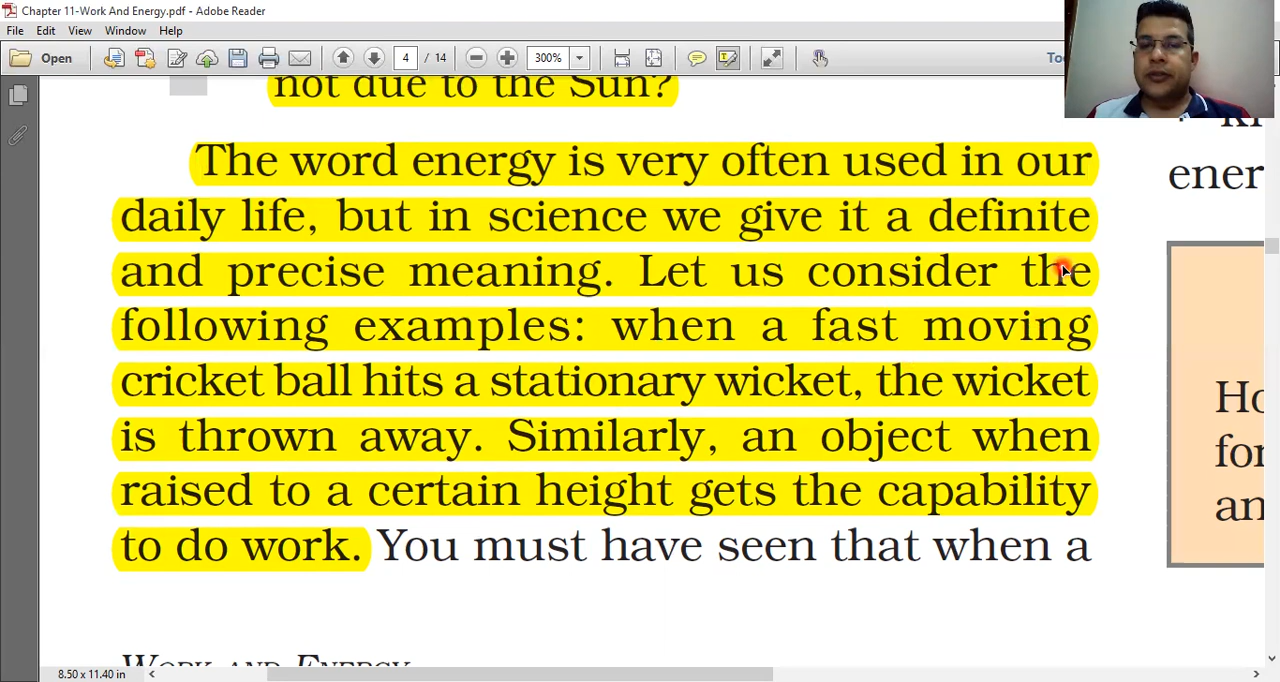 Chapter 11-Work And Energy.pdf - Adobe Reader
File Edit View Window Help
Open 4 / 14 300%
not due to the Sun?
The word energy is very often used in our
daily life, but in science we give it a definite
and precise meaning. Let us consider the
following examples: when a fast moving
cricket ball hits a stationary wicket, the wicket
is thrown away. Similarly, an object when
raised to a certain height gets the capability
to do work. You must have seen that when a
WORK AND ENERGY
8.50 x 11.40 in